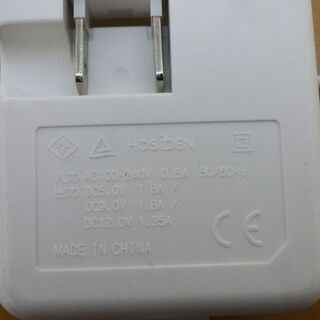 HOSiDEN
入力 AC100-240V 0.5A 50/60Hz
出力 DC5.0V 1.8A /
DC9.0V 1.8A /
DC12.0V 1.35A
MADE IN CHINA
CE